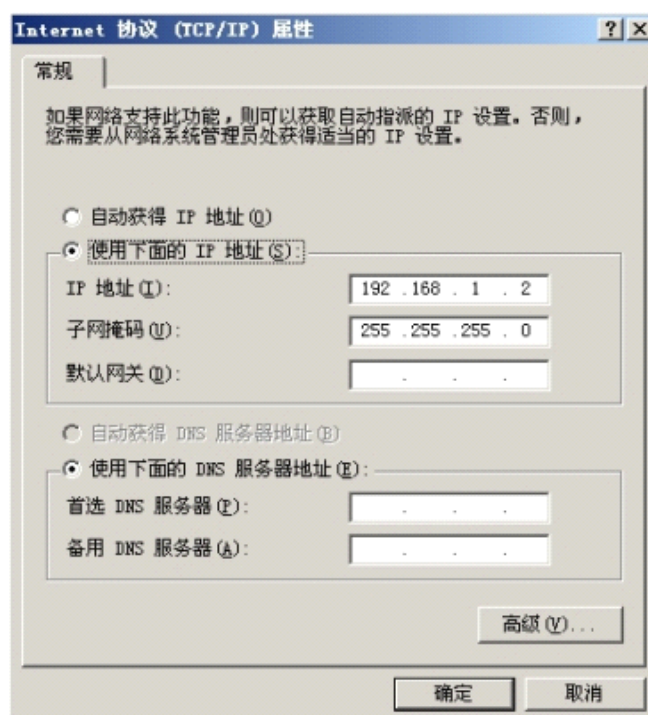 Internet 协议 (TCP/IP) 属性
常规
如果网络支持此功能，则可以获取自动指派的 IP 设置。否则，
您需要从网络系统管理员处获得适当的 IP 设置。
自动获得 IP 地址(O)
使用下面的 IP 地址(S):
IP 地址(I): 192 .168 . 1 . 2
子网掩码(U): 255 .255 .255 . 0
默认网关(D): . . .
自动获得 DNS 服务器地址(B)
使用下面的 DNS 服务器地址(E):
首选 DNS 服务器(P): . . .
备用 DNS 服务器(A): . . .
高级(V)...
确定 取消